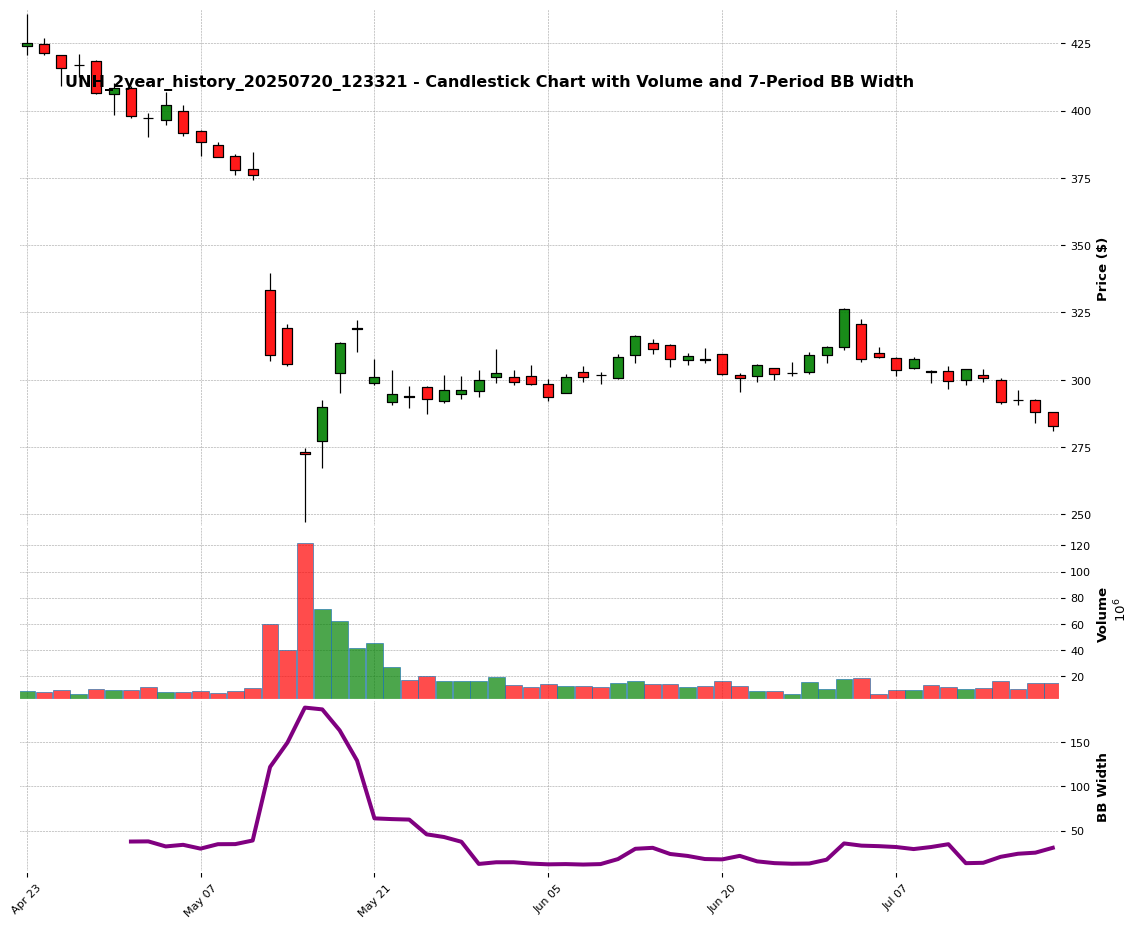 UNH_2year_history_20250720_123321 - Candlestick Chart with Volume and 7-Period BB Width
425
400
375
350
325
300
275
250
Price ($)
120
100
80
60
40
20
Volume
10^6
150
100
50
BB Width
Apr 23
May 07
May 21
Jun 05
Jun 20
Jul 07